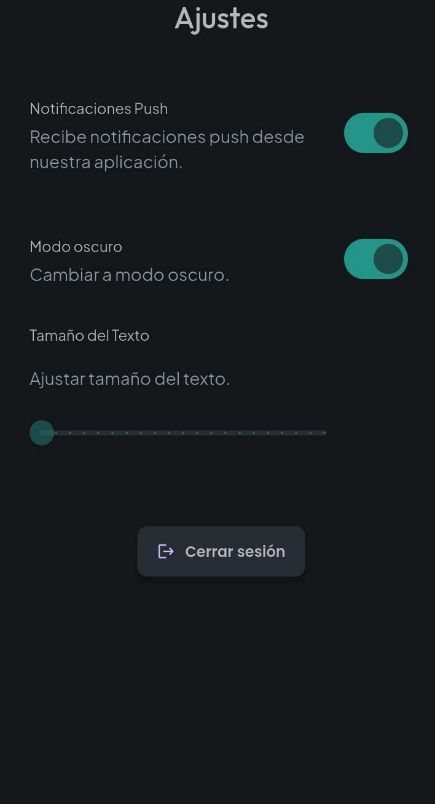 Ajustes
Notificaciones Push
Recibe notificaciones push desde
nuestra aplicación.
Modo oscuro
Cambiar a modo oscuro.
Tamaño del Texto
Ajustar tamaño del texto.
Cerrar sesión